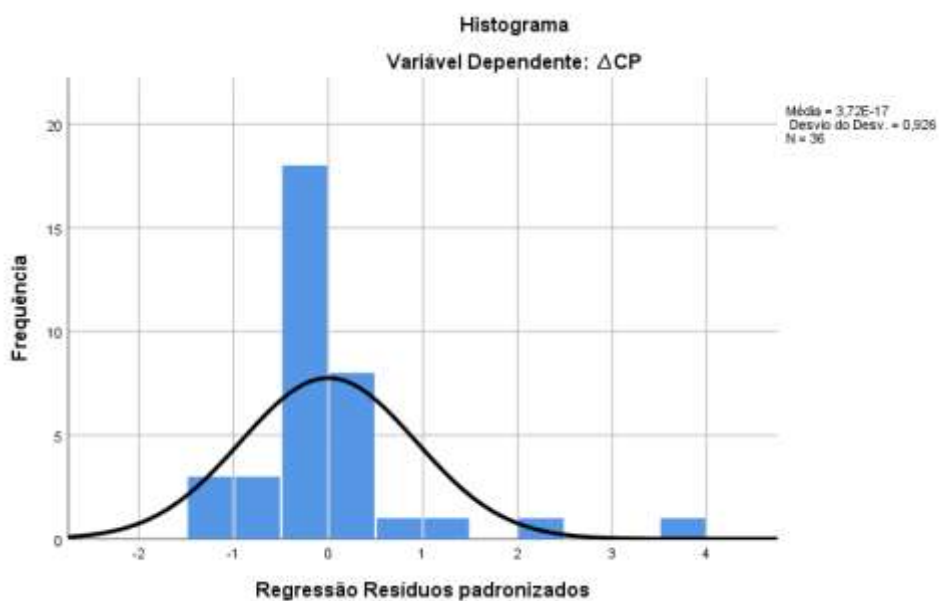 Histograma
Variável Dependente: ΔCP
Média = 3,72E-17
Desvio do Desv. = 0,926
N = 36
Frequência
20
15
10
5
0
-2 -1 0 1 2 3 4
Regressão Resíduos padronizados